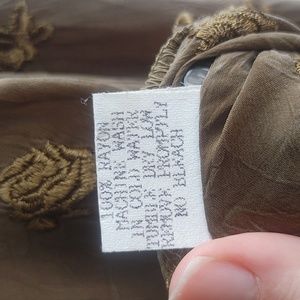 100% RAYON
MACHINE WASH
IN COLD WATER
TUMBLE DRY LOW
REMOVE PROMPTLY
NO BLEACH